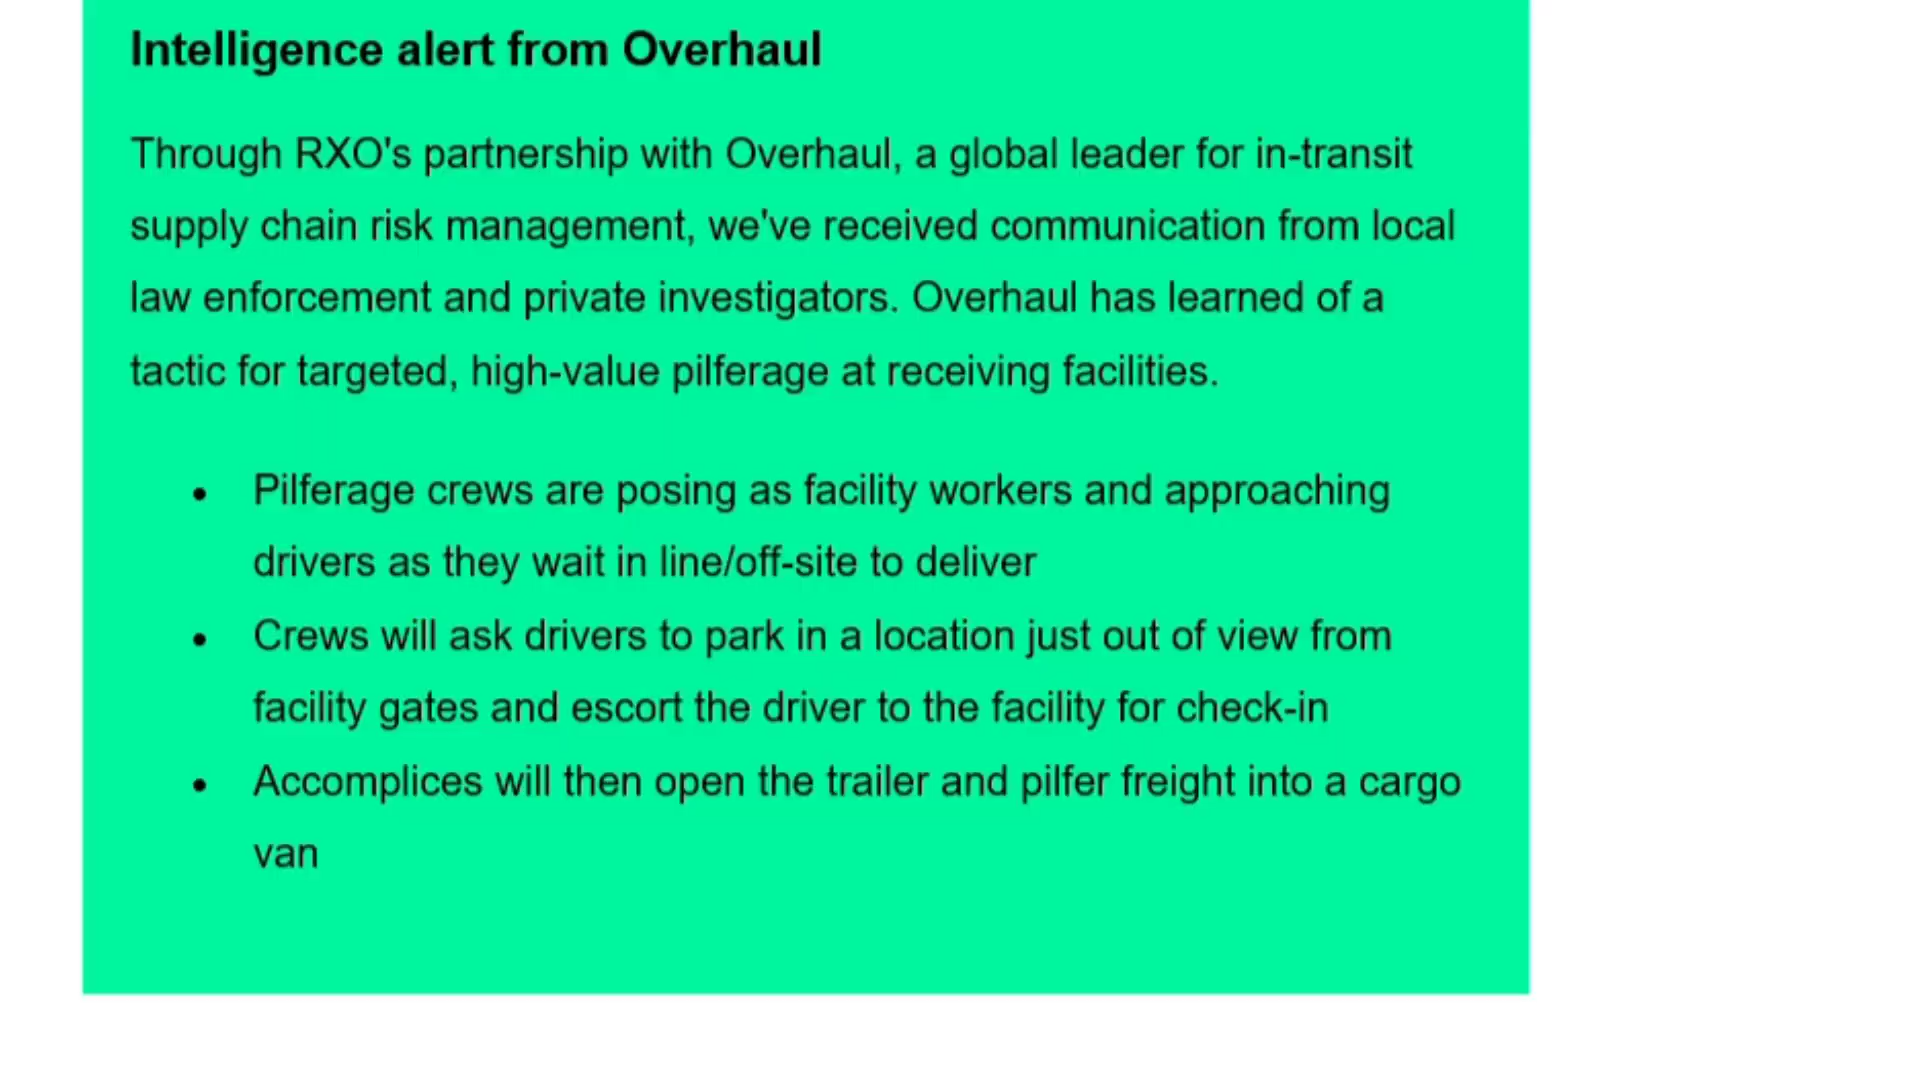 Intelligence alert from Overhaul
Through RXO's partnership with Overhaul, a global leader for in-transit
supply chain risk management, we've received communication from local
law enforcement and private investigators. Overhaul has learned of a
tactic for targeted, high-value pilferage at receiving facilities.
• Pilferage crews are posing as facility workers and approaching
drivers as they wait in line/off-site to deliver
• Crews will ask drivers to park in a location just out of view from
facility gates and escort the driver to the facility for check-in
• Accomplices will then open the trailer and pilfer freight into a cargo
van